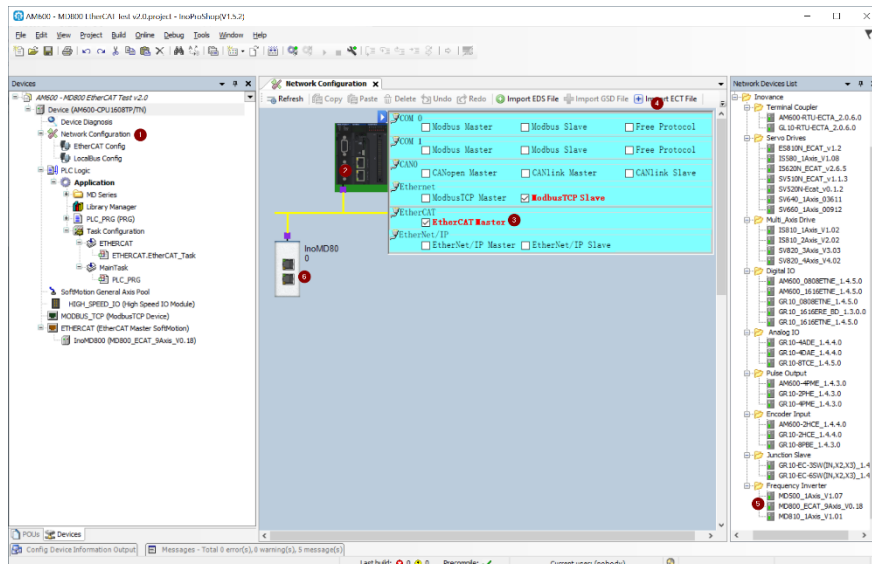 AM600 - MD800 EtherCAT Test v2.0.project - InoProShop(V1.5.2)
File Edit View Project Build Online Debug Tools Window Help
Devices
AM600 - MD800 EtherCAT Test v2.0
Device (AM600-CPU1608TP/TN)
Device Diagnosis
Network Configuration 1
EtherCAT Config
LocalBus Config
PLC Logic
Application
MD Series
Library Manager
PLC_PRG (PRG)
Task Configuration
ETHERCAT
ETHERCAT.EtherCAT_Task
MainTask
PLC_PRG
SoftMotion General Axis Pool
HIGH_SPEED_IO (High Speed IO Module)
MODBUS_TCP (ModbusTCP Device)
ETHERCAT (EtherCAT Master SoftMotion)
InoMD800 (MD800_ECAT_9Axis_V0.18)
POUs Devices
Network Configuration
Refresh Copy Paste Delete Undo Redo Import EDS File Import GSD File Import ECT File
4
COM 0
Modbus Master Modbus Slave Free Protocol
COM 1
Modbus Master Modbus Slave Free Protocol
CAN0
CANopen Master CANlink Master CANlink Slave
Ethernet
ModbusTCP Master ModbusTCP Slave
EtherCAT
EtherCAT Master 3
EtherNet/IP
EtherNet/IP Master EtherNet/IP Slave
2
InoMD80
0
6
Network Devices List
Inovance
Terminal Coupler
AM600-RTU-ECTA_2.0.6.0
GL10-RTU-ECTA_2.0.6.0
Servo Drives
ES810N_ECAT_v1.2
IS580_1Axis_V1.08
IS620N_ECAT_v2.6.5
SV510N_ECAT_v1.1.3
SV520N-Ecat_v0.1.2
SV640_1Axis_03611
SV660_1Axis_00912
Multi_Axis Drive
IS810_1Axis_V1.02
IS810_2Axis_V2.02
SV820_3Axis_V3.03
SV820_4Axis_V4.02
Digital IO
AM600_0808ETNE_1.4.5.0
AM600_1616ETNE_1.4.5.0
GR10_0808ETNE_1.4.5.0
GR10_1616ERE_BD_1.3.0.0
GR10_1616ETNE_1.4.5.0
Analog IO
GR10-4ADE_1.4.4.0
GR10-4DAE_1.4.4.0
GR10-8TCE_1.4.5.0
Pulse Output
AM600-4PME_1.4.3.0
GR10-2PHE_1.4.3.0
GR10-4PME_1.4.3.0
Encoder Input
AM600-2HCE_1.4.4.0
GR10-2HCE_1.4.4.0
GR10-8PBE_1.4.3.0
Junction Slave
GR10-EC-3SW(IN,X2,X3)_1.4
GR10-EC-6SW(IN,X2,X3)_1.4
Frequency Inverter
MD500_1Axis_V1.07
5 MD800_ECAT_9Axis_V0.18
MD810_1Axis_V1.01
Config Device Information Output Messages - Total 0 error(s), 0 warning(s), 5 message(s)
Last build: 0 0 Precompile: Current user: (nobody)